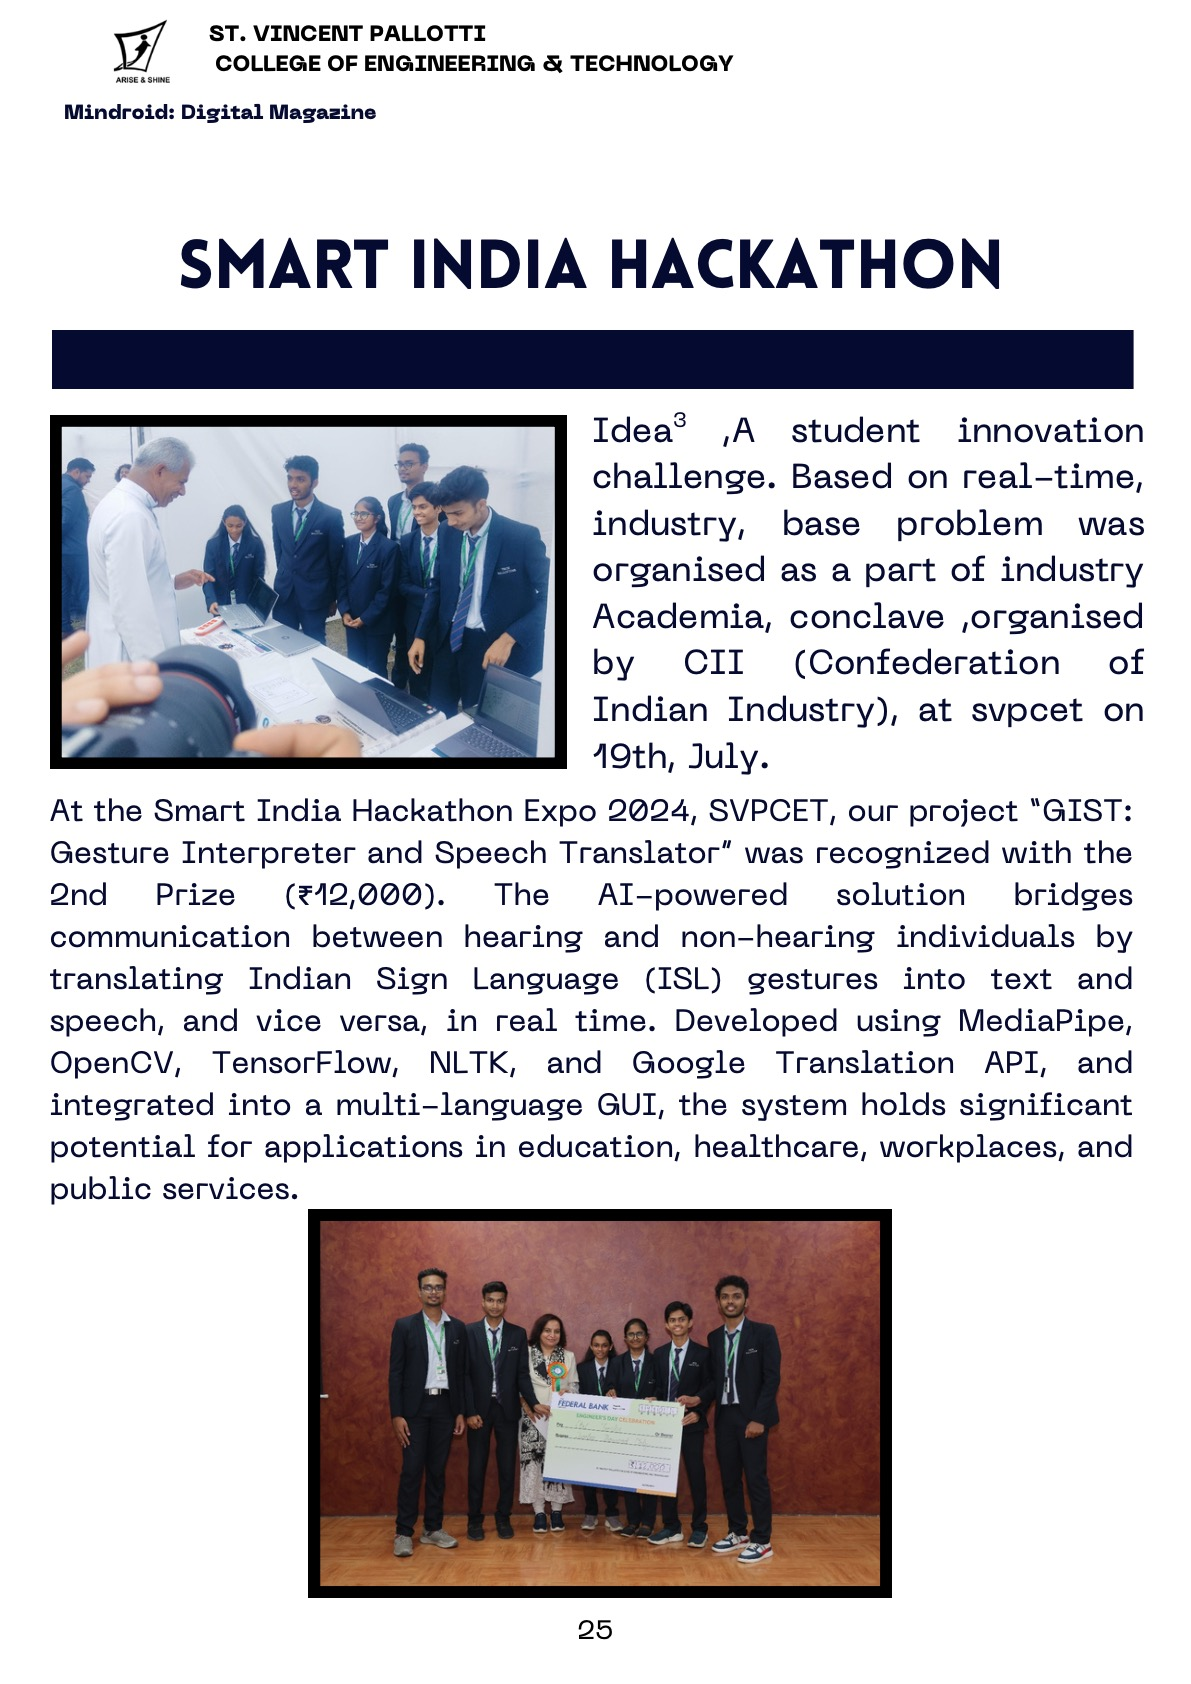 ST. VINCENT PALLOTTI
COLLEGE OF ENGINEERING & TECHNOLOGY
ARISE & SHINE
Mindroid: Digital Magazine
SMART INDIA HACKATHON
Idea³ ,A student innovation
challenge. Based on real-time,
industry, base problem was
organised as a part of industry
Academia, conclave ,organised
by CII (Confederation of
Indian Industry), at svpcet on
19th, July.
At the Smart India Hackathon Expo 2024, SVPCET, our project "GIST:
Gesture Interpreter and Speech Translator" was recognized with the
2nd Prize (₹12,000). The AI-powered solution bridges
communication between hearing and non-hearing individuals by
translating Indian Sign Language (ISL) gestures into text and
speech, and vice versa, in real time. Developed using MediaPipe,
OpenCV, TensorFlow, NLTK, and Google Translation API, and
integrated into a multi-language GUI, the system holds significant
potential for applications in education, healthcare, workplaces, and
public services.
FEDERAL BANK
ENGINEER'S DAY CELEBRATION
Pay
Or Bearer
Rupees
25